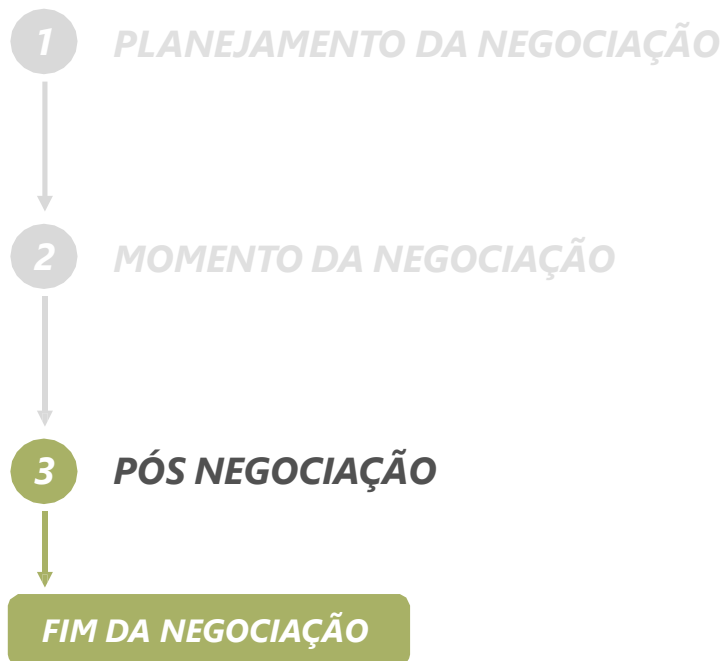 1 PLANEJAMENTO DA NEGOCIAÇÃO
2 MOMENTO DA NEGOCIAÇÃO
3 PÓS NEGOCIAÇÃO
FIM DA NEGOCIAÇÃO